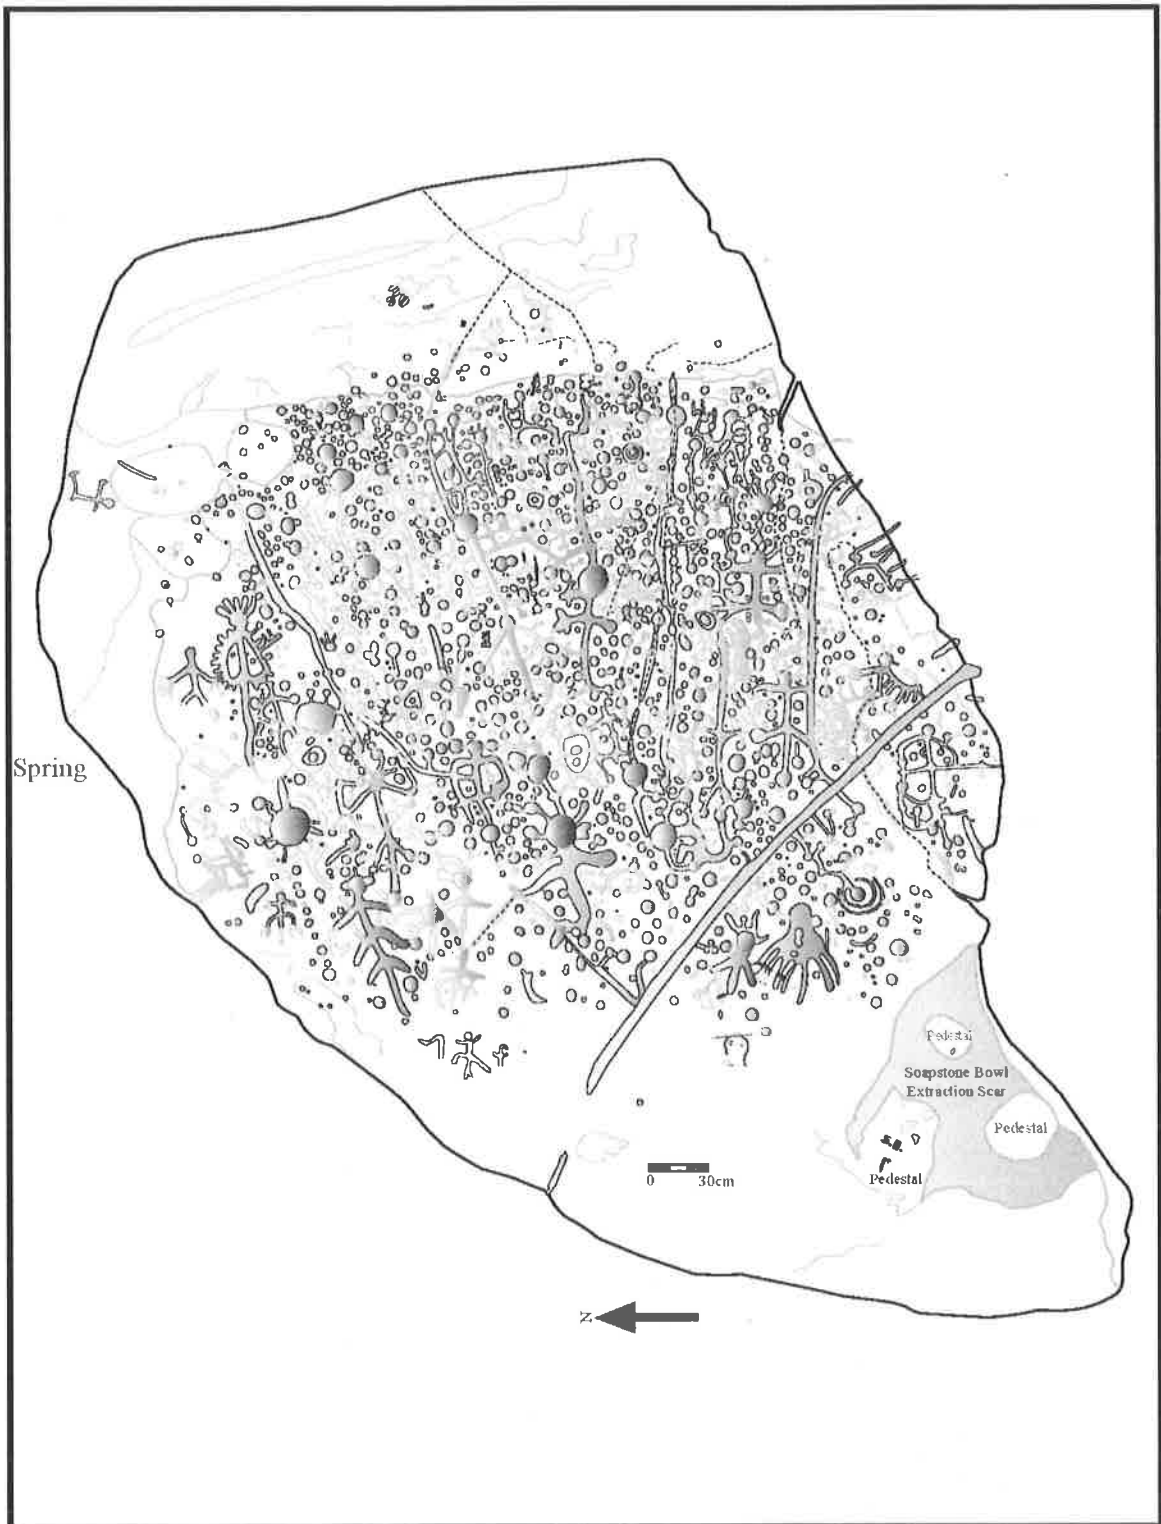 Spring
Pedestal
Soapstone Bowl
Extraction Scar
Pedestal
Pedestal
0 30cm
N